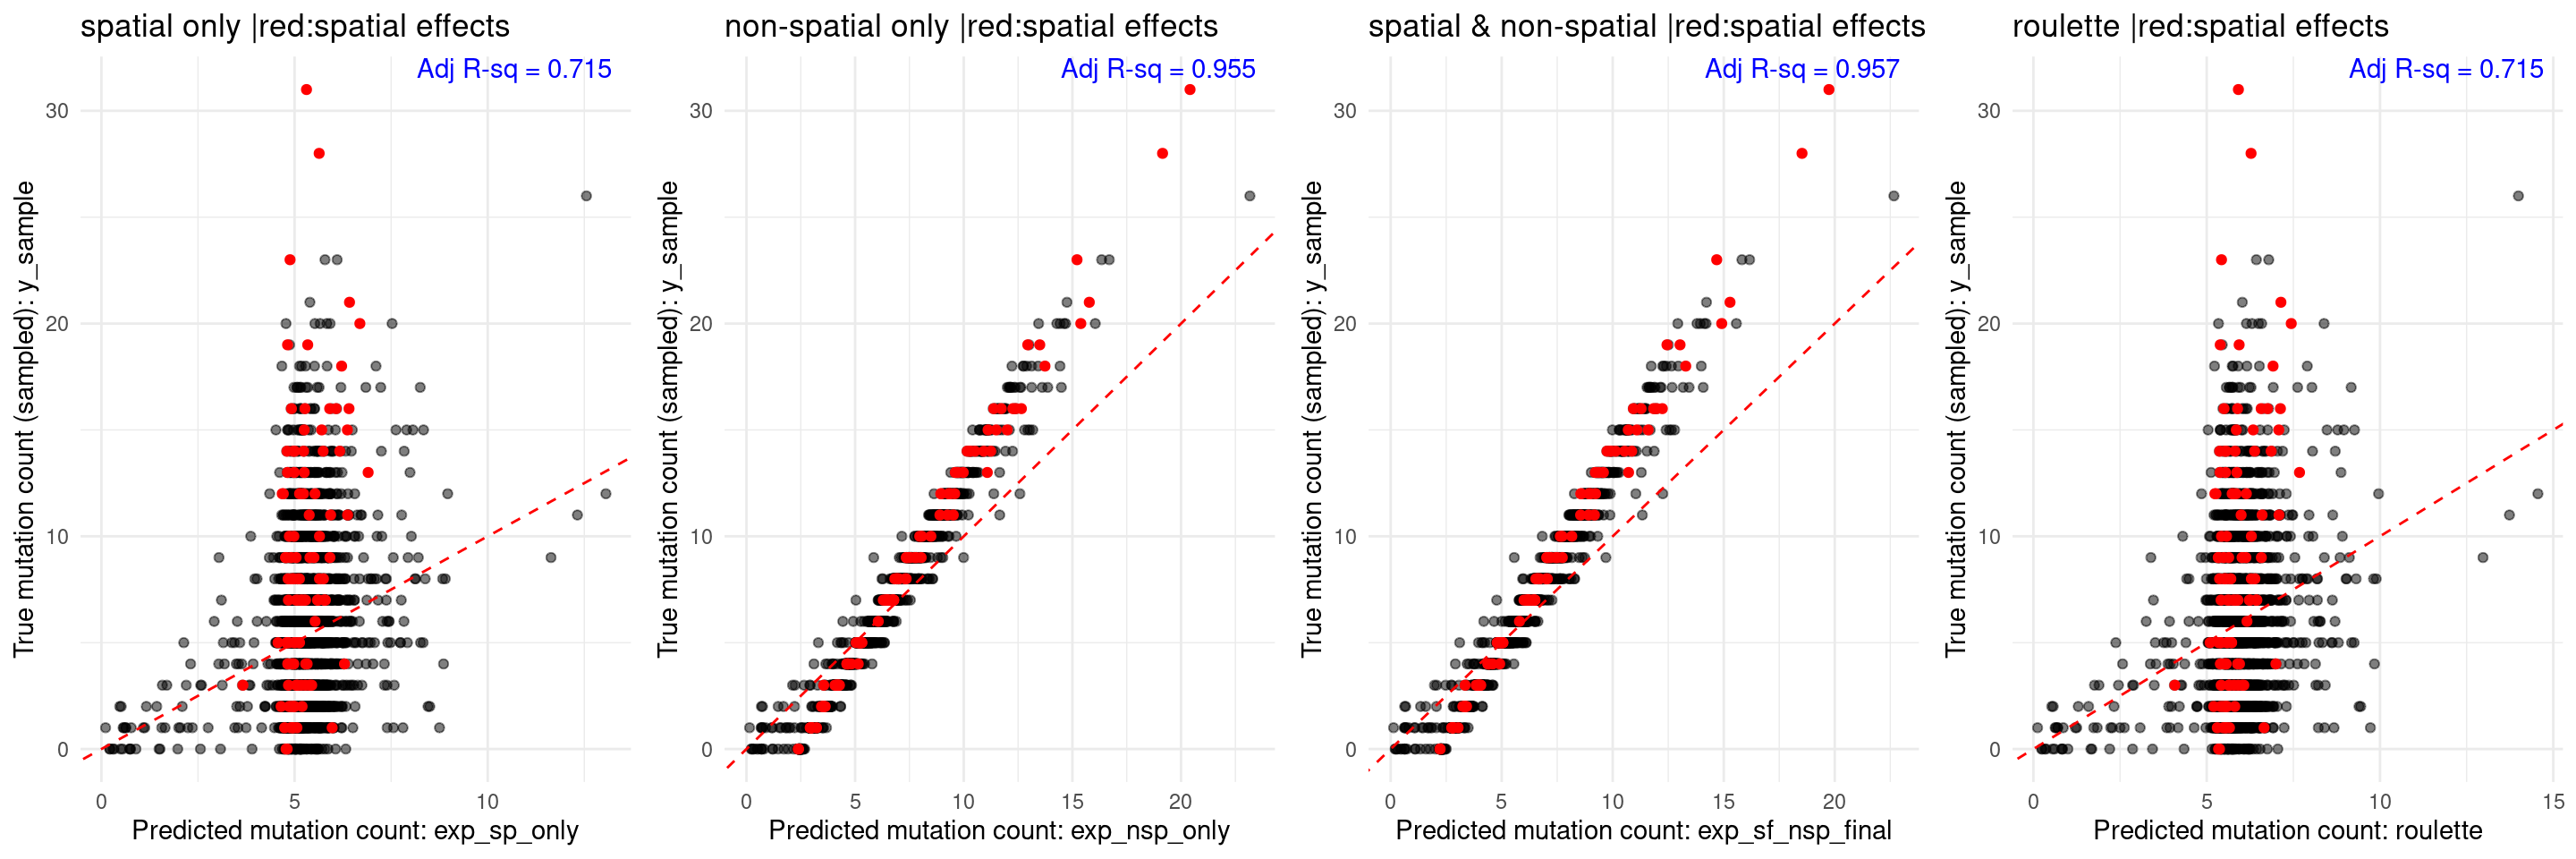 spatial only |red:spatial effects
Adj R-sq = 0.715
True mutation count (sampled): y_sample
30
20
10
0
0 5 10
Predicted mutation count: exp_sp_only
non-spatial only |red:spatial effects
Adj R-sq = 0.955
True mutation count (sampled): y_sample
30
20
10
0
0 5 10 15 20
Predicted mutation count: exp_nsp_only
spatial & non-spatial |red:spatial effects
Adj R-sq = 0.957
True mutation count (sampled): y_sample
30
20
10
0
0 5 10 15 20
Predicted mutation count: exp_sf_nsp_final
roulette |red:spatial effects
Adj R-sq = 0.715
True mutation count (sampled): y_sample
30
20
10
0
0 5 10 15
Predicted mutation count: roulette